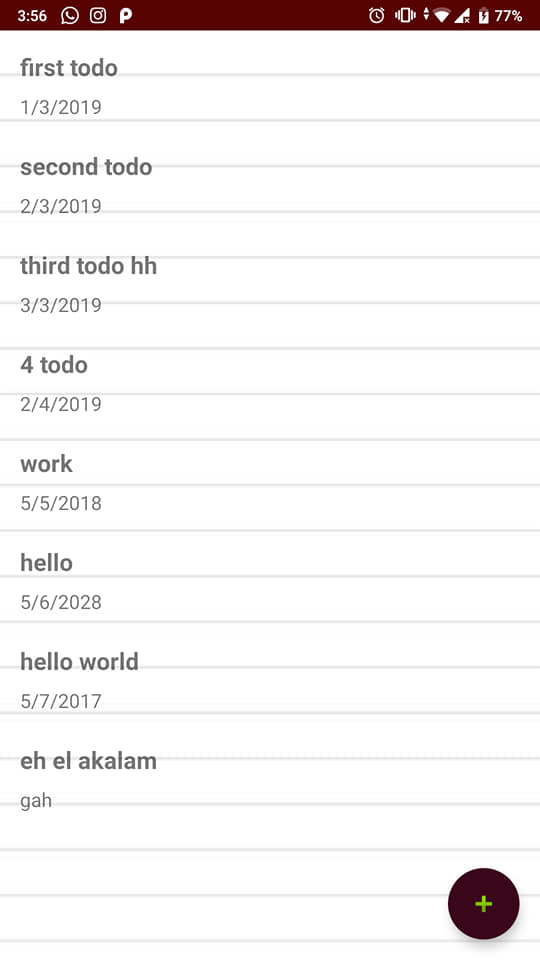 3:56
77%
first todo
1/3/2019
second todo
2/3/2019
third todo hh
3/3/2019
4 todo
2/4/2019
work
5/5/2018
hello
5/6/2028
hello world
5/7/2017
eh el akalam
gah
+